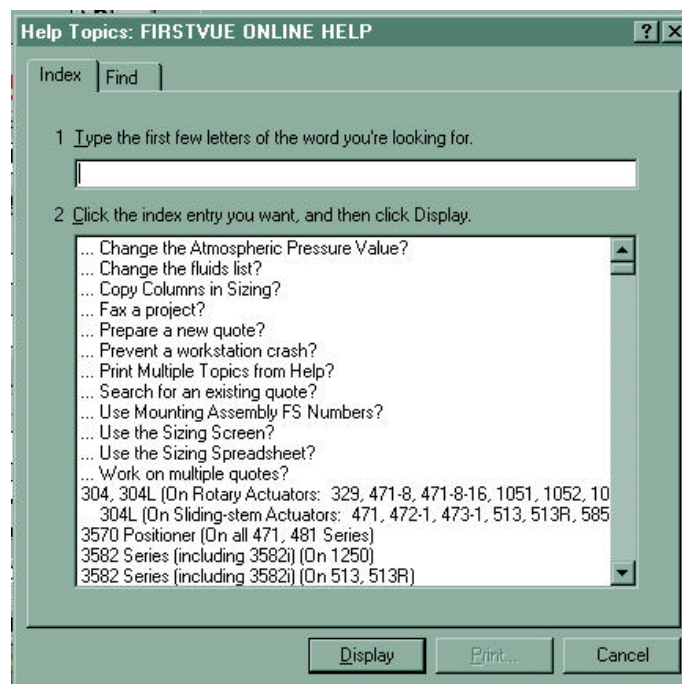 Help Topics: FIRSTVUE ONLINE HELP
Index Find
1 Type the first few letters of the word you're looking for.
2 Click the index entry you want, and then click Display.
... Change the Atmospheric Pressure Value?
... Change the fluids list?
... Copy Columns in Sizing?
... Fax a project?
... Prepare a new quote?
... Prevent a workstation crash?
... Print Multiple Topics from Help?
... Search for an existing quote?
... Use Mounting Assembly FS Numbers?
... Use the Sizing Screen?
... Use the Sizing Spreadsheet?
... Work on multiple quotes?
304, 304L (On Rotary Actuators: 329, 471-8, 471-8-16, 1051, 1052, 10
304L (On Sliding-stem Actuators: 471, 472-1, 473-1, 513, 513R, 585
3570 Positioner (On all 471, 481 Series)
3582 Series (including 3582i) (On 1250)
3582 Series (including 3582i) (On 513, 513R)
Display Print... Cancel